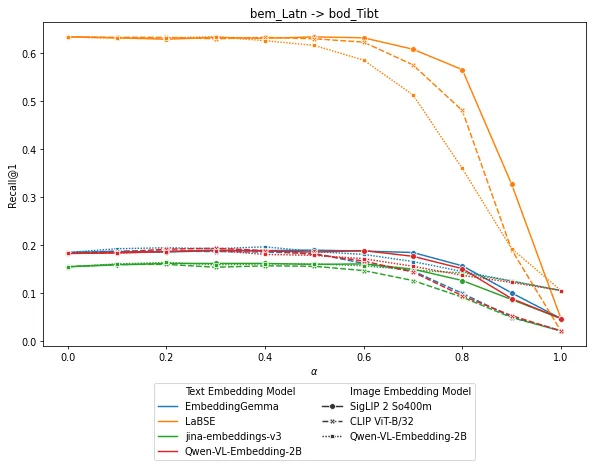 bem_Latn -> bod_Tibt
Recall@1
0.6
0.5
0.4
0.3
0.2
0.1
0.0
0.0 0.2 0.4 0.6 0.8 1.0
α
Text Embedding Model Image Embedding Model
EmbeddingGemma SigLIP 2 So400m
LaBSE CLIP ViT-B/32
jina-embeddings-v3 Qwen-VL-Embedding-2B
Qwen-VL-Embedding-2B